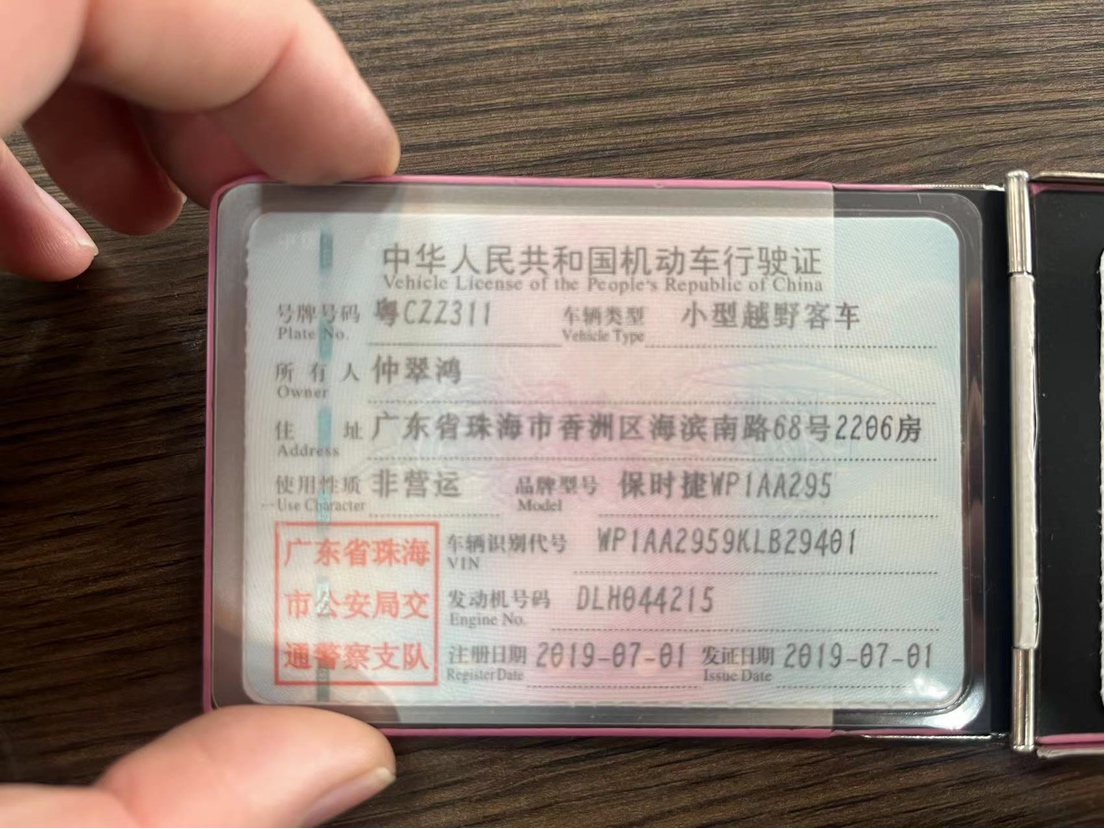 中华人民共和国机动车行驶证
Vehicle License of the People's Republic of China
号牌号码 粤CZZ311 车辆类型 小型越野客车
Plate No. Vehicle Type
所有人 仲翠鸿
Owner
住址 广东省珠海市香洲区海滨南路68号2206房
Address
使用性质 非营运 品牌型号 保时捷WP1AA295
Use Character Model
广东省珠海 车辆识别代号 WP1AA2959KLB29401
VIN
市公安局交 发动机号码 DLH044215
Engine No.
通警察支队 注册日期 2019-07-01 发证日期 2019-07-01
Register Date Issue Date